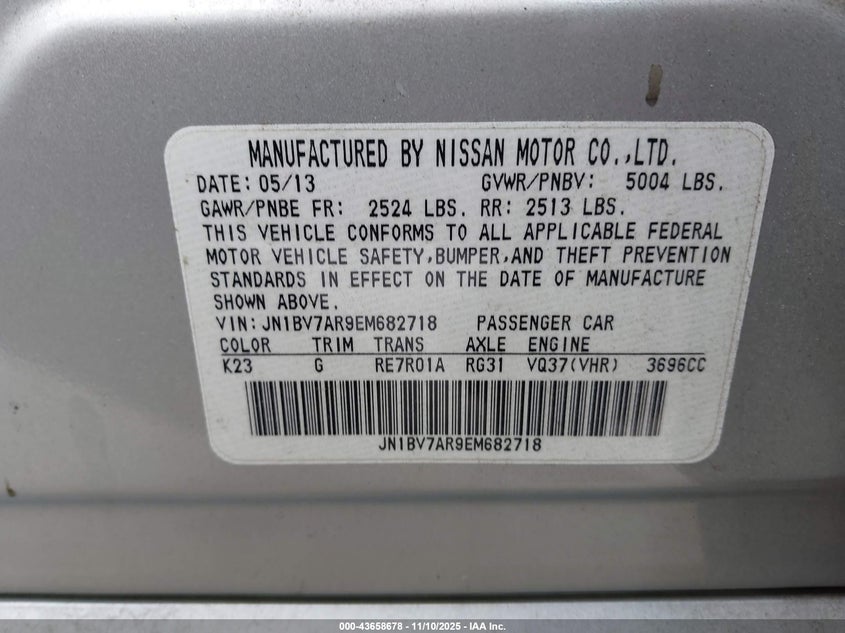 MANUFACTURED BY NISSAN MOTOR CO.,LTD.
DATE: 05/13 GVWR/PNBV: 5004 LBS.
GAWR/PNBE FR: 2524 LBS. RR: 2513 LBS.
THIS VEHICLE CONFORMS TO ALL APPLICABLE FEDERAL
MOTOR VEHICLE SAFETY,BUMPER,AND THEFT PREVENTION
STANDARDS IN EFFECT ON THE DATE OF MANUFACTURE
SHOWN ABOVE.
VIN: JN1BV7AR9EM682718 PASSENGER CAR
COLOR TRIM TRANS AXLE ENGINE
K23 G RE7R01A RG31 VQ37(VHR) 3696CC
JN1BV7AR9EM682718
000-43658678 - 11/10/2025 - IAA Inc.